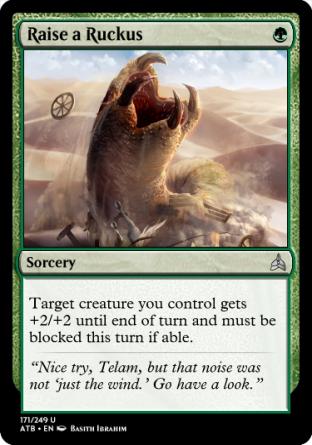 Raise a Ruckus
Sorcery
Target creature you control gets
+2/+2 until end of turn and must be
blocked this turn if able.
“Nice try, Telam, but that noise was
not ‘just the wind.’ Go have a look.”
171/249 U
ATB • EN Basith Ibrahim